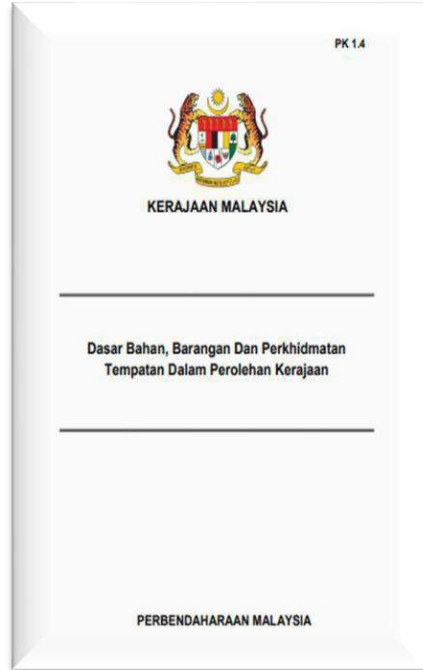 PK 1.4
KERAJAAN MALAYSIA
Dasar Bahan, Barangan Dan Perkhidmatan
Tempatan Dalam Perolehan Kerajaan
PERBENDAHARAAN MALAYSIA